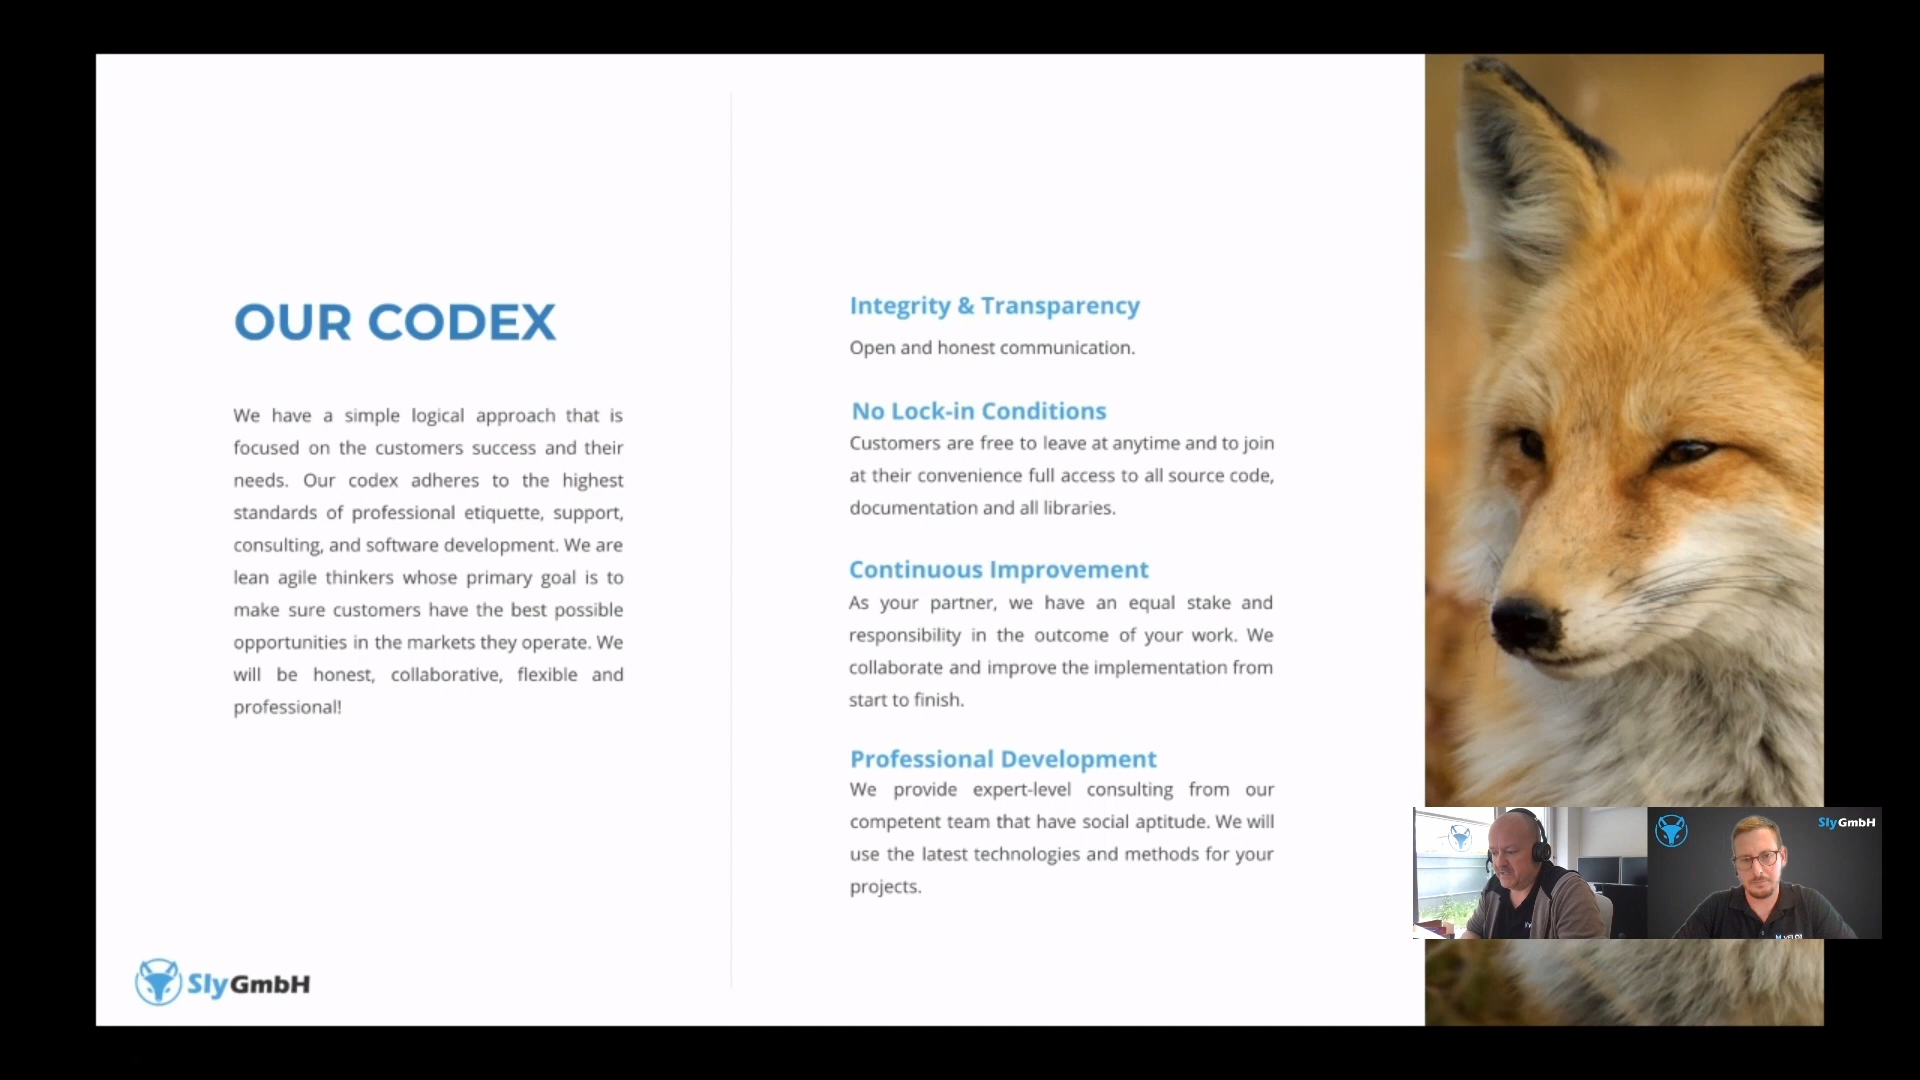 OUR CODEX
We have a simple logical approach that is
focused on the customers success and their
needs. Our codex adheres to the highest
standards of professional etiquette, support,
consulting, and software development. We are
lean agile thinkers whose primary goal is to
make sure customers have the best possible
opportunities in the markets they operate. We
will be honest, collaborative, flexible and
professional!
Integrity & Transparency
Open and honest communication.
No Lock-in Conditions
Customers are free to leave at anytime and to join
at their convenience full access to all source code,
documentation and all libraries.
Continuous Improvement
As your partner, we have an equal stake and
responsibility in the outcome of your work. We
collaborate and improve the implementation from
start to finish.
Professional Development
We provide expert-level consulting from our
competent team that have social aptitude. We will
use the latest technologies and methods for your
projects.
SlyGmbH
SlyGmbH